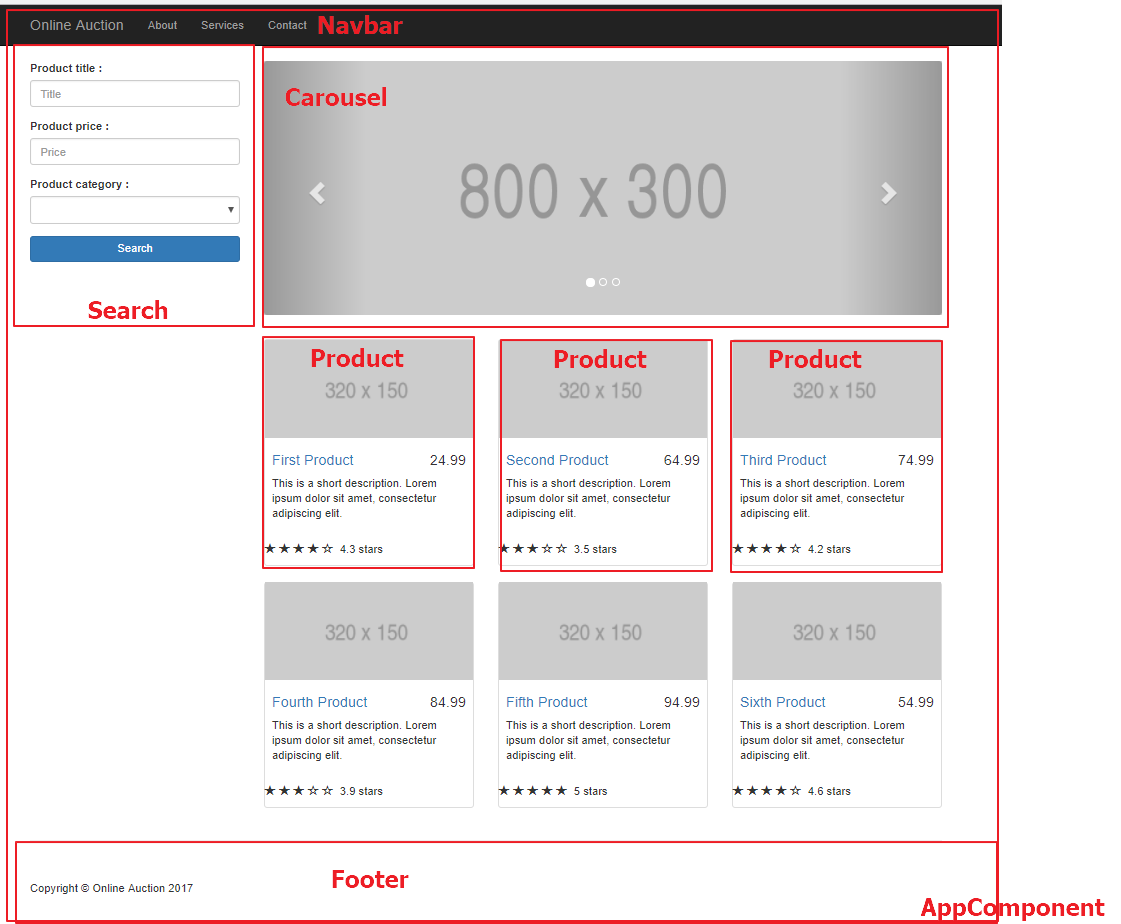 Online Auction About Services Contact Navbar
Product title :
Title
Product price :
Price
Product category :
Search
Search
Carousel
800 x 300
Product
320 x 150
First Product 24.99
This is a short description. Lorem
ipsum dolor sit amet, consectetur
adipiscing elit.
★★★★☆ 4.3 stars
Product
320 x 150
Second Product 64.99
This is a short description. Lorem
ipsum dolor sit amet, consectetur
adipiscing elit.
★★★☆☆ 3.5 stars
Product
320 x 150
Third Product 74.99
This is a short description. Lorem
ipsum dolor sit amet, consectetur
adipiscing elit.
★★★★☆ 4.2 stars
320 x 150
Fourth Product 84.99
This is a short description. Lorem
ipsum dolor sit amet, consectetur
adipiscing elit.
★★★☆☆ 3.9 stars
320 x 150
Fifth Product 94.99
This is a short description. Lorem
ipsum dolor sit amet, consectetur
adipiscing elit.
★★★★★ 5 stars
320 x 150
Sixth Product 54.99
This is a short description. Lorem
ipsum dolor sit amet, consectetur
adipiscing elit.
★★★★☆ 4.6 stars
Footer
Copyright © Online Auction 2017
AppComponent